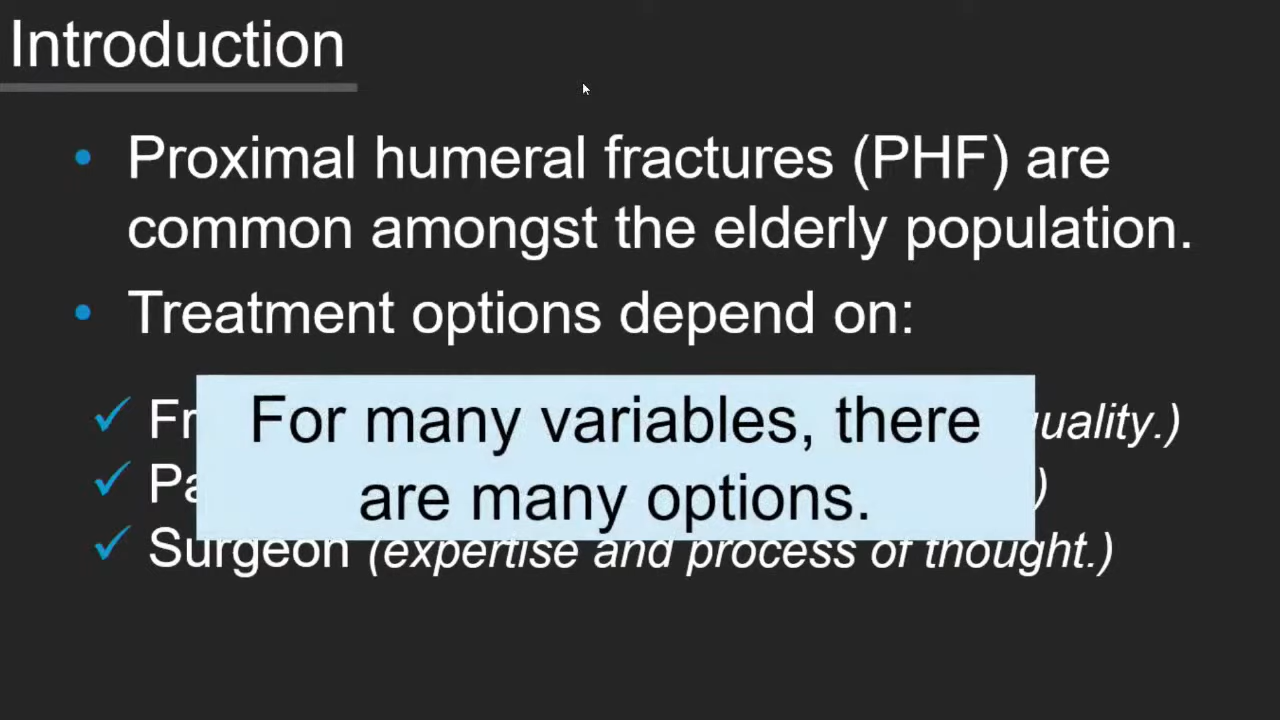 Introduction
• Proximal humeral fractures (PHF) are
common amongst the elderly population.
• Treatment options depend on:
For many variables, there
are many options.
✓ Surgeon (expertise and process of thought.)